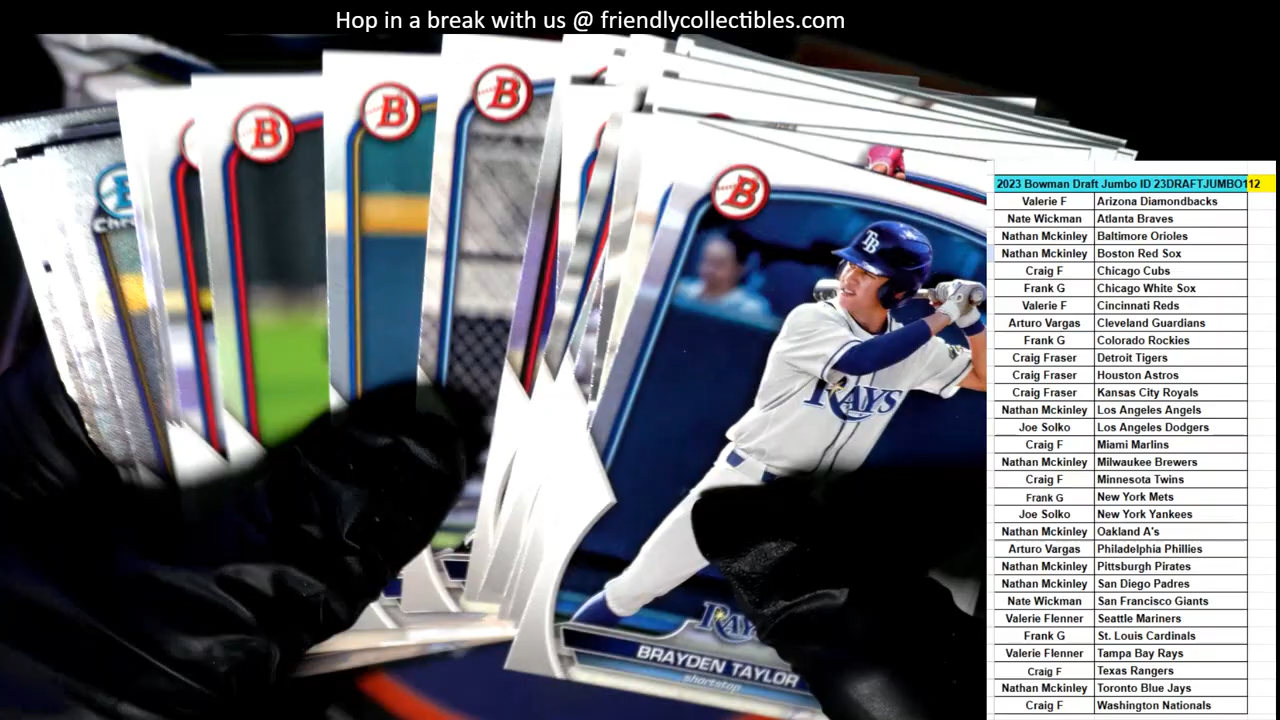 Hop in a break with us @ friendlycollectibles.com
B
B
B
B
TB
RAYS
RAY
BRAYDEN TAYLOR
shortstop
2023 Bowman Draft Jumbo ID 23DRAFTJUMBO112
Valerie F Arizona Diamondbacks
Nate Wickman Atlanta Braves
Nathan Mckinley Baltimore Orioles
Nathan Mckinley Boston Red Sox
Craig F Chicago Cubs
Frank G Chicago White Sox
Valerie F Cincinnati Reds
Arturo Vargas Cleveland Guardians
Frank G Colorado Rockies
Craig Fraser Detroit Tigers
Craig Fraser Houston Astros
Craig Fraser Kansas City Royals
Nathan Mckinley Los Angeles Angels
Joe Solko Los Angeles Dodgers
Craig F Miami Marlins
Nathan Mckinley Milwaukee Brewers
Craig F Minnesota Twins
Frank G New York Mets
Joe Solko New York Yankees
Nathan Mckinley Oakland A's
Arturo Vargas Philadelphia Phillies
Nathan Mckinley Pittsburgh Pirates
Nathan Mckinley San Diego Padres
Nate Wickman San Francisco Giants
Valerie Flenner Seattle Mariners
Frank G St. Louis Cardinals
Valerie Flenner Tampa Bay Rays
Craig F Texas Rangers
Nathan Mckinley Toronto Blue Jays
Craig F Washington Nationals